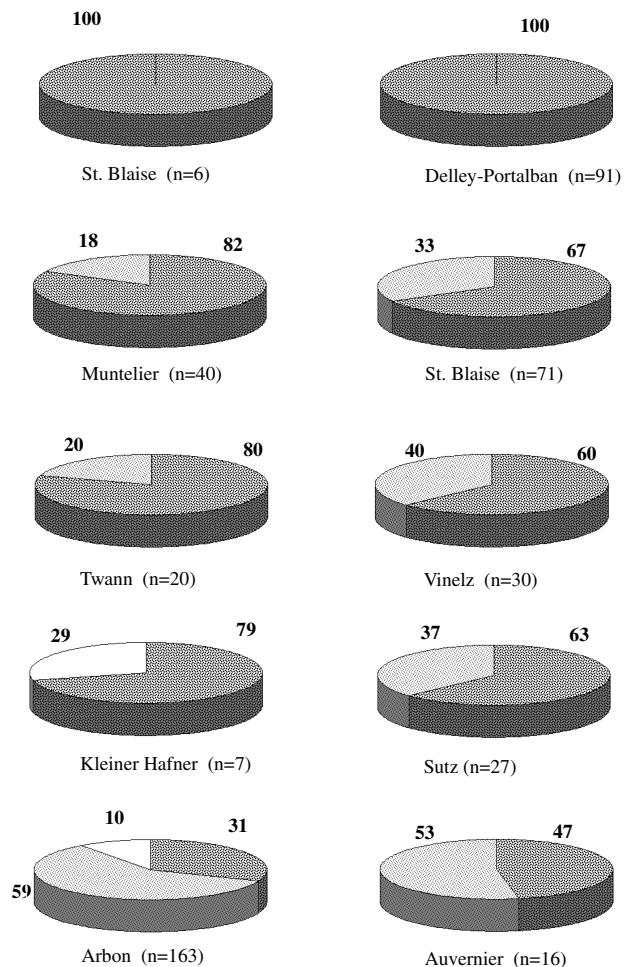 100
100
St. Blaise (n=6)
Delley-Portalban (n=91)
18
82
33
67
Muntelier (n=40)
St. Blaise (n=71)
20
80
40
60
Twann (n=20)
Vinelz (n=30)
29
79
37
63
Kleiner Hafner (n=7)
Sutz (n=27)
10
31
53
47
59
Arbon (n=163)
Auvernier (n=16)